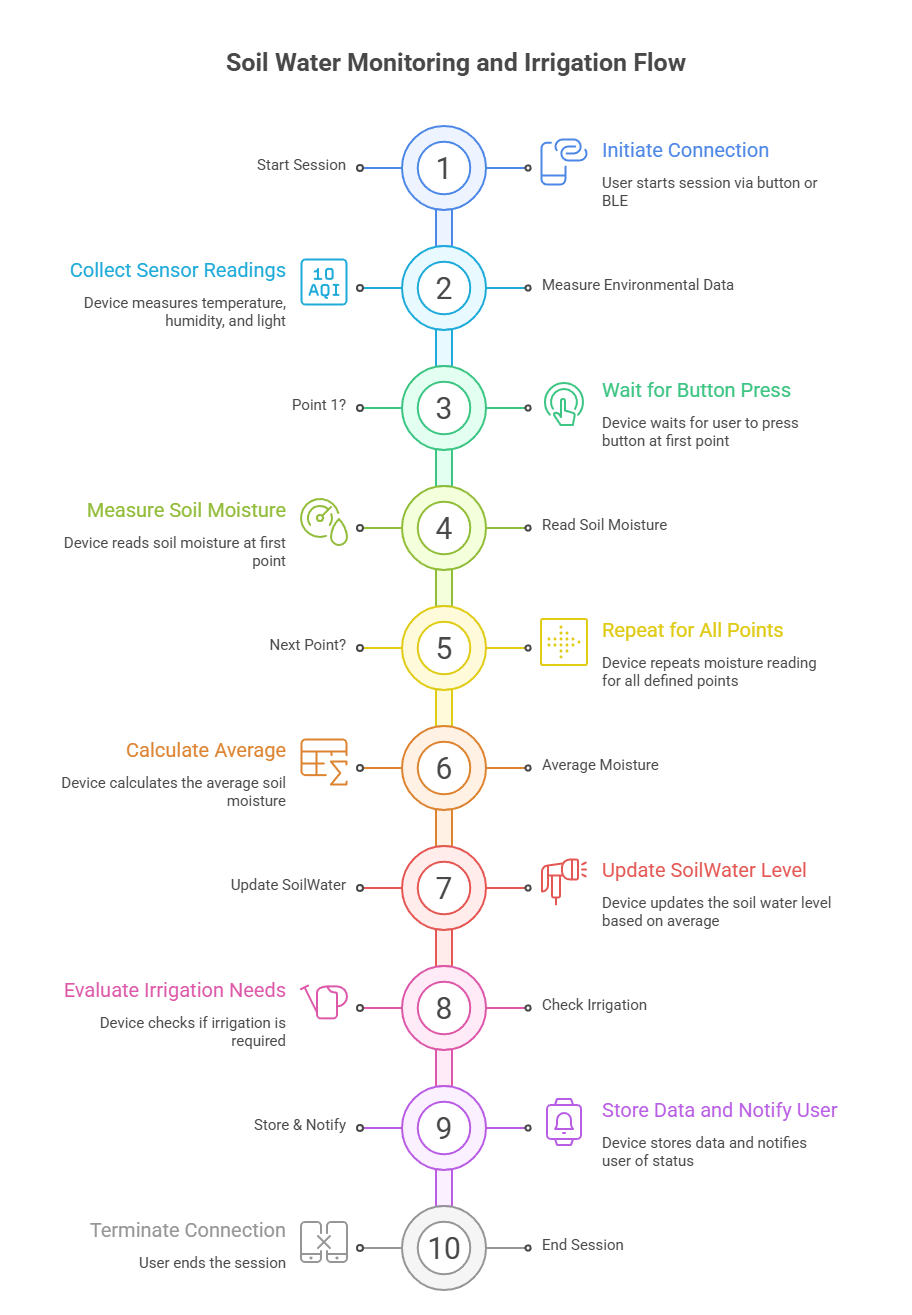 Soil Water Monitoring and Irrigation Flow
Start Session
1
Initiate Connection
User starts session via button or
BLE
Collect Sensor Readings
Device measures temperature,
humidity, and light
10
AQI
2
Measure Environmental Data
Point 1?
3
Wait for Button Press
Device waits for user to press
button at first point
Measure Soil Moisture
Device reads soil moisture at first
point
4
Read Soil Moisture
Next Point?
5
Repeat for All Points
Device repeats moisture reading
for all defined points
Calculate Average
Device calculates the average soil
moisture
6
Average Moisture
Update SoilWater
7
Update SoilWater Level
Device updates the soil water level
based on average
Evaluate Irrigation Needs
Device checks if irrigation is
required
8
Check Irrigation
Store & Notify
9
Store Data and Notify User
Device stores data and notifies
user of status
Terminate Connection
User ends the session
10
End Session